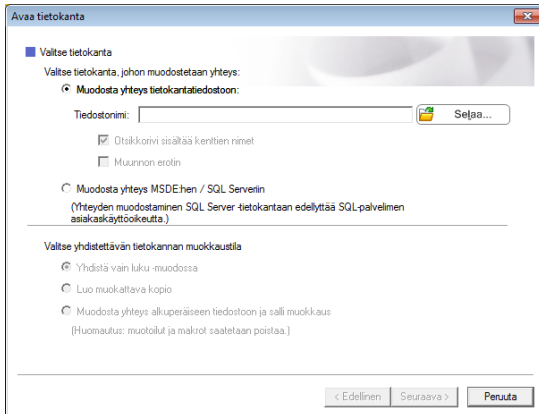 Avaa tietokanta
Valitse tietokanta
Valitse tietokanta, johon muodostetaan yhteys:
Muodosta yhteys tietokantatiedostoon:
Tiedostonimi:
Selaa...
Otsikkorivi sisältää kenttien nimet
Muunnon erotin
Muodosta yhteys MSDE:hen / SQL Serveriin
(Yhteyden muodostaminen SQL Server -tietokantaan edellyttää SQL-palvelimen
asiakaskäyttöoikeutta.)
Valitse yhdistettävän tietokannan muokkaustila
Yhdistä vain luku -muodossa
Luo muokattava kopio
Muodosta yhteys alkuperäiseen tiedostoon ja salli muokkaus
(Huomautus: muotoilut ja makrot saatetaan poistaa.)
< Edellinen
Seuraava >
Peruuta